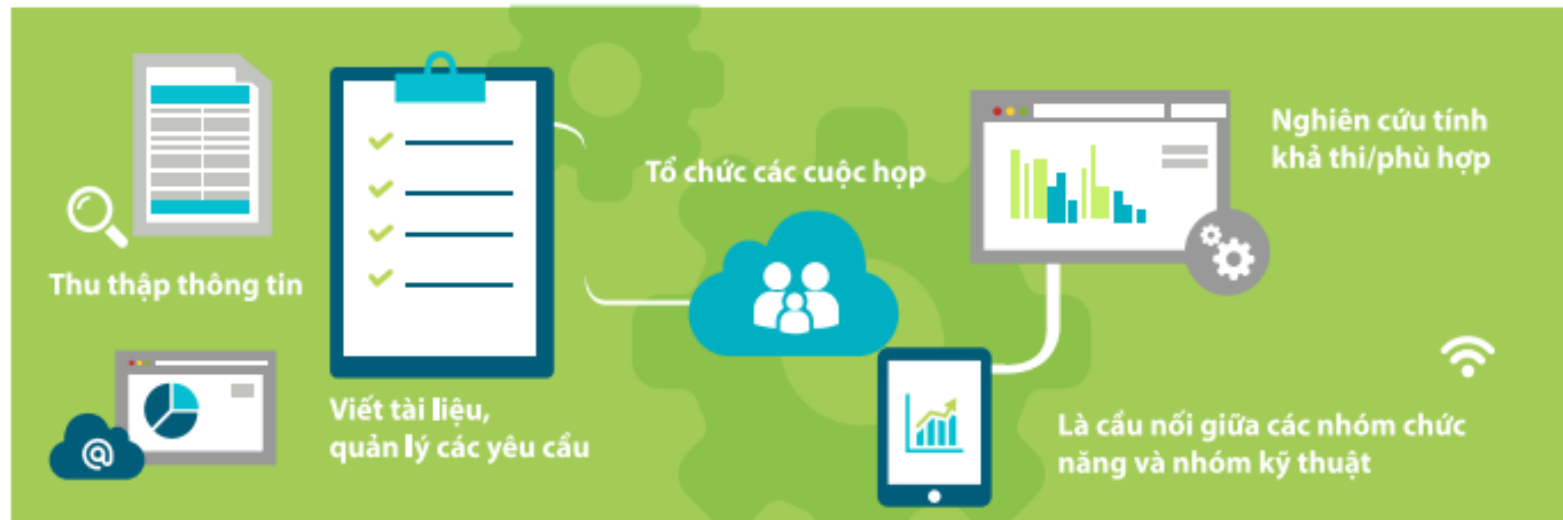 Thu thập thông tin
Viết tài liệu,
quản lý các yêu cầu
Tổ chức các cuộc họp
Nghiên cứu tính
khả thi/phù hợp
Là cầu nối giữa các nhóm chức
năng và nhóm kỹ thuật
@